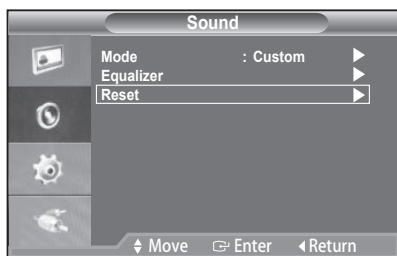 Sound
Mode : Custom
Equalizer
Reset
Move Enter Return